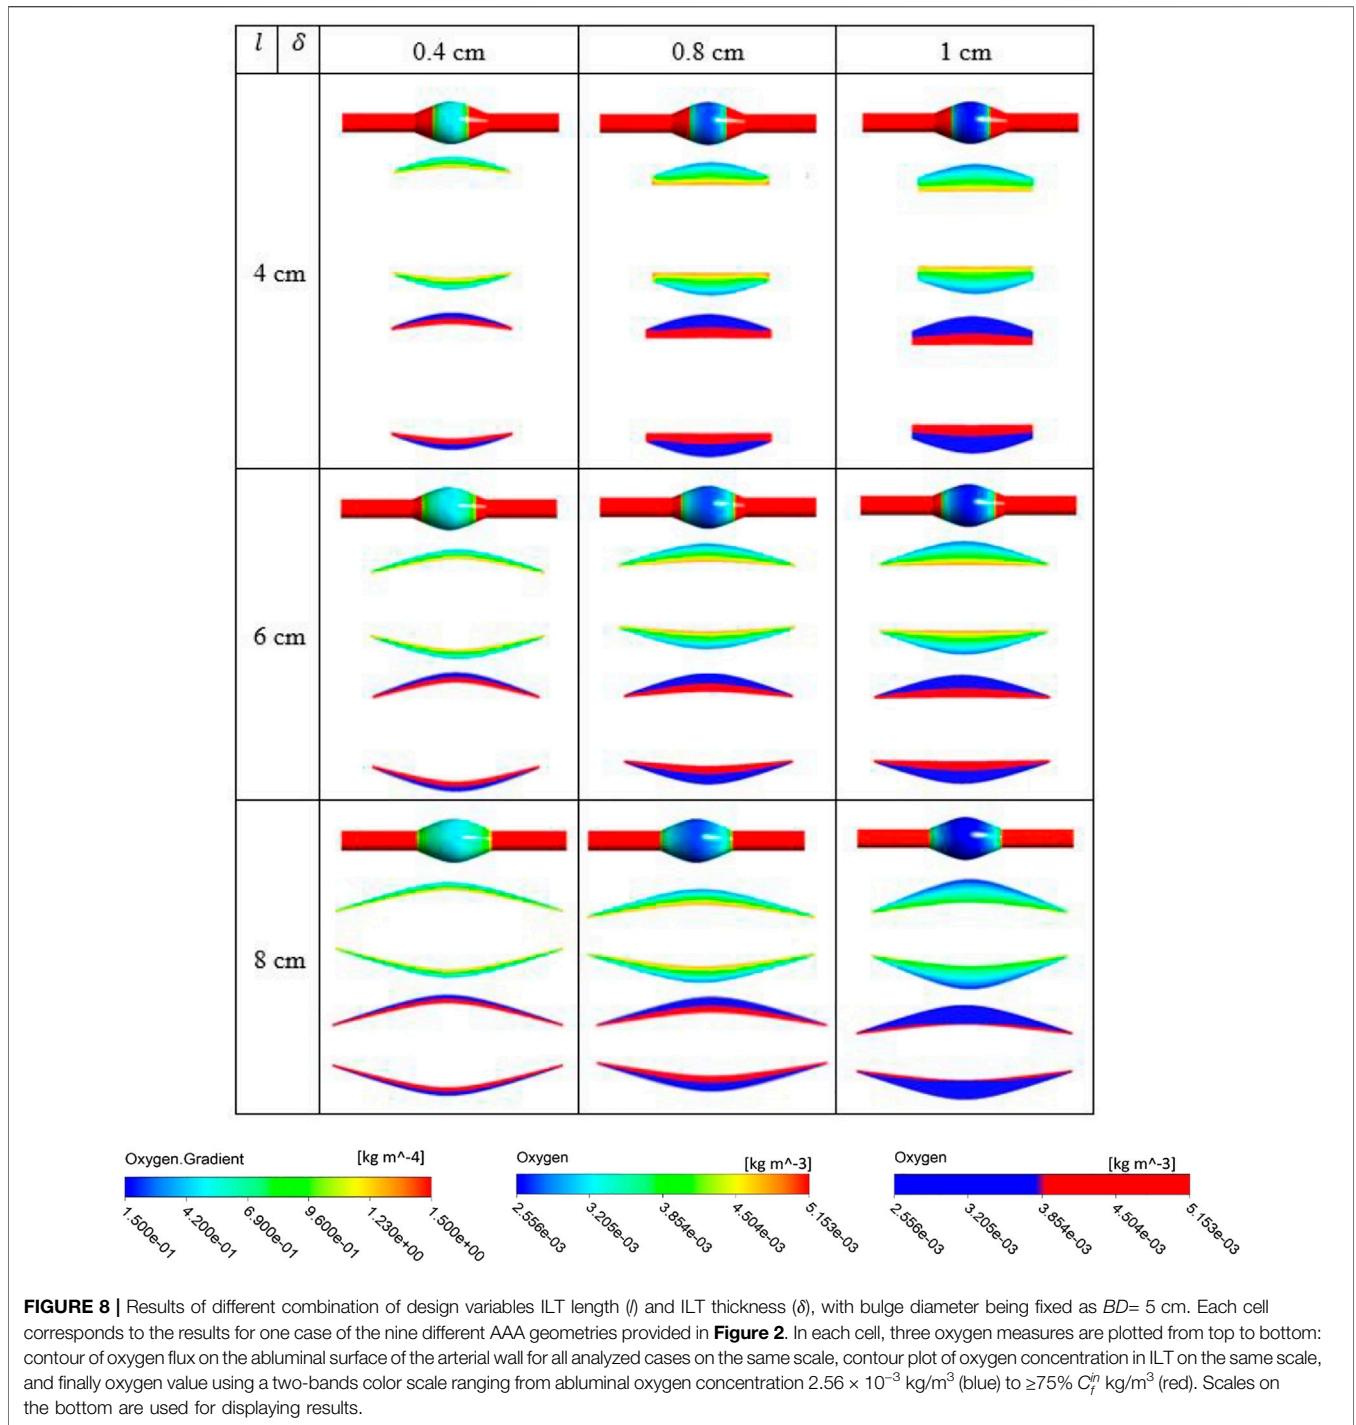 l δ 0.4 cm 0.8 cm 1 cm
4 cm
6 cm
8 cm
Oxygen.Gradient [kg m^-4]
1.500e-01 4.200e-01 6.900e-01 9.600e-01 1.230e+00 1.500e+00
Oxygen [kg m^-3]
2.556e-03 3.205e-03 3.854e-03 4.504e-03 5.153e-03
Oxygen [kg m^-3]
2.556e-03 3.205e-03 3.854e-03 4.504e-03 5.153e-03
FIGURE 8 | Results of different combination of design variables ILT length (l) and ILT thickness (δ), with bulge diameter being fixed as BD= 5 cm. Each cell
corresponds to the results for one case of the nine different AAA geometries provided in Figure 2. In each cell, three oxygen measures are plotted from top to bottom:
contour of oxygen flux on the abluminal surface of the arterial wall for all analyzed cases on the same scale, contour plot of oxygen concentration in ILT on the same scale,
and finally oxygen value using a two-bands color scale ranging from abluminal oxygen concentration 2.56 × 10⁻³ kg/m³ (blue) to ≥75% C_f^in kg/m³ (red). Scales on
the bottom are used for displaying results.